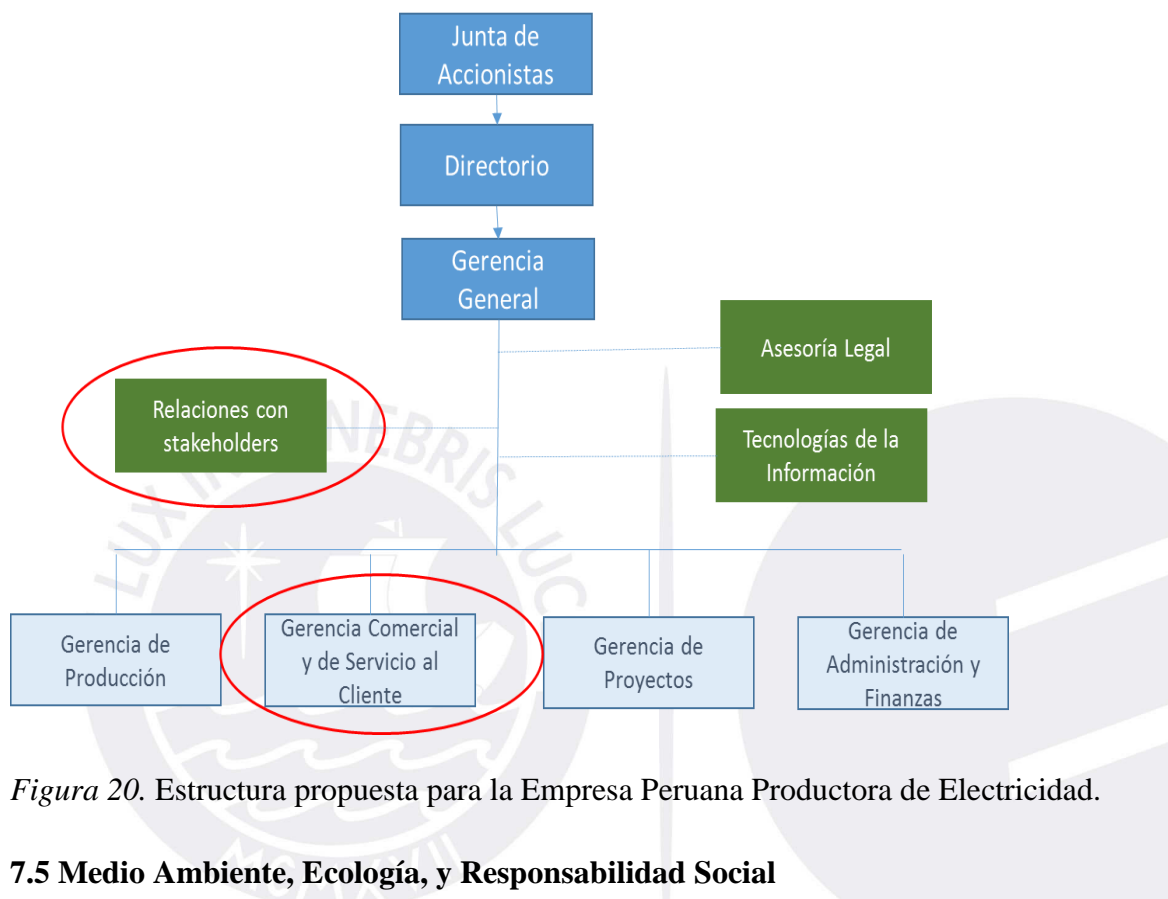 Junta de
Accionistas
Directorio
Gerencia
General
Asesoría Legal
Relaciones con
stakeholders
Tecnologías de la
Información
Gerencia de
Producción
Gerencia Comercial
y de Servicio al
Cliente
Gerencia de
Proyectos
Gerencia de
Administración y
Finanzas
Figura 20. Estructura propuesta para la Empresa Peruana Productora de Electricidad.
7.5 Medio Ambiente, Ecología, y Responsabilidad Social